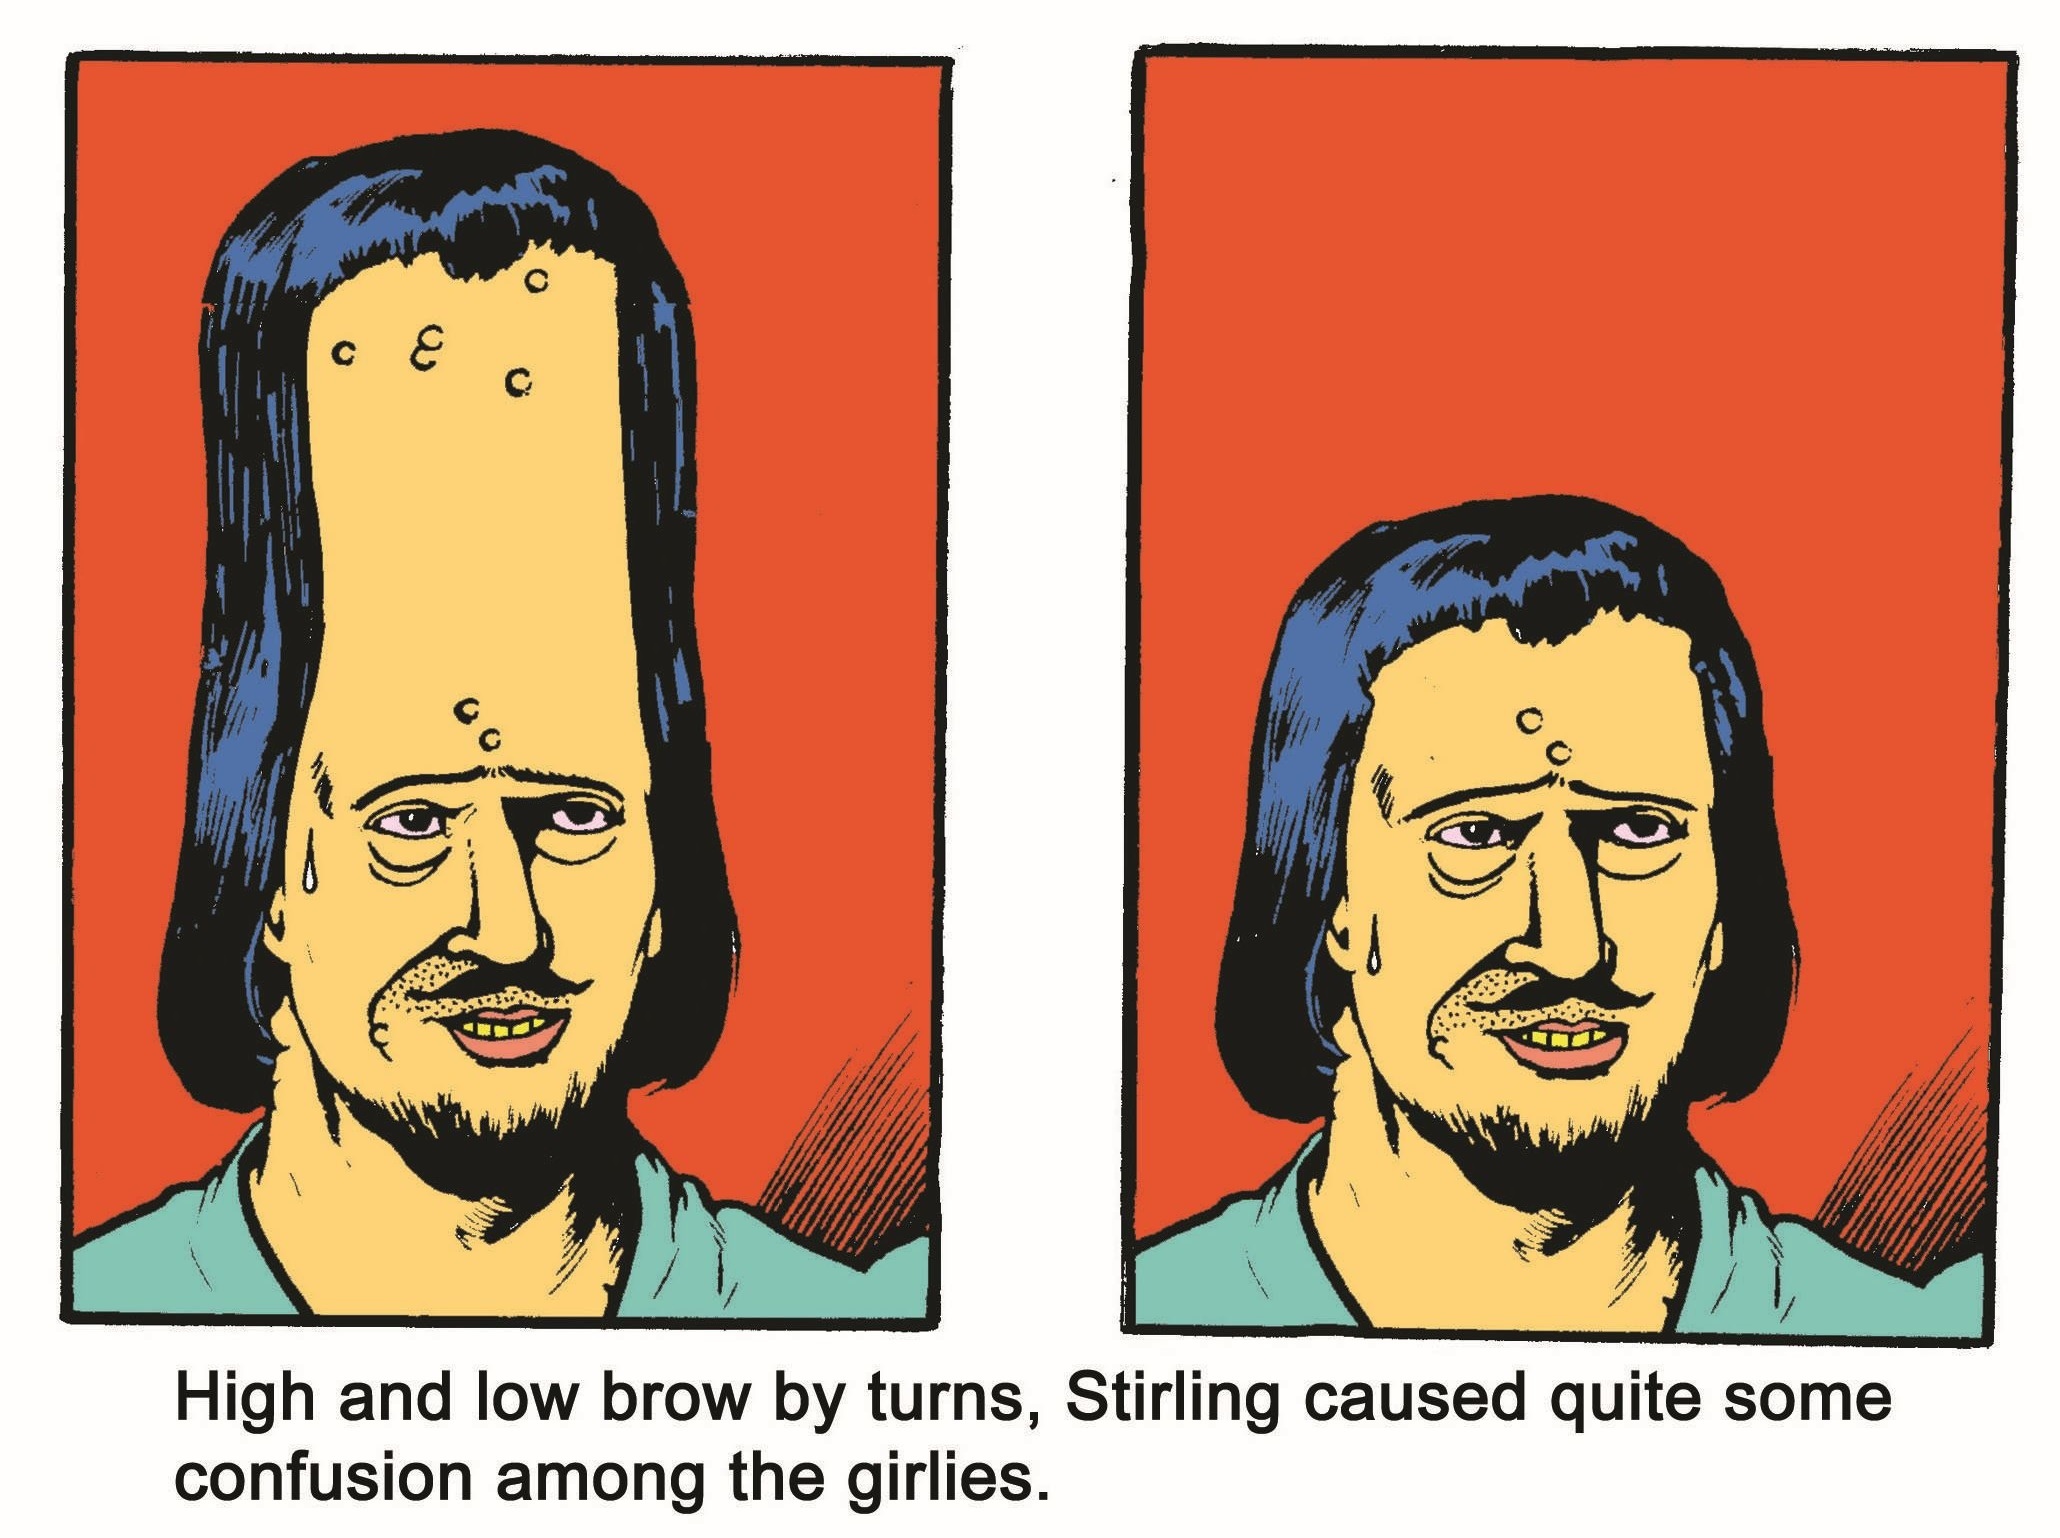 High and low brow by turns, Stirling caused quite some
confusion among the girlies.